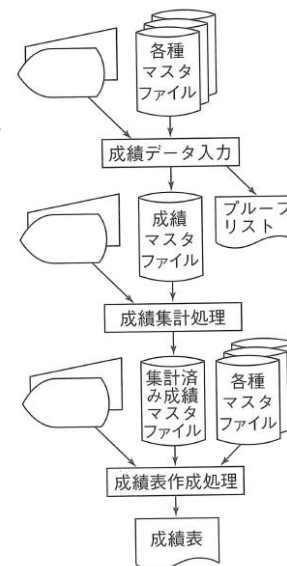 各種
マスタ
ファイル
成績データ入力
プルーフ
リスト
成績
マスタ
ファイル
成績集計処理
集計済
み成績
マスタ
ファイル
各種
マスタ
ファイル
成績表作成処理
成績表